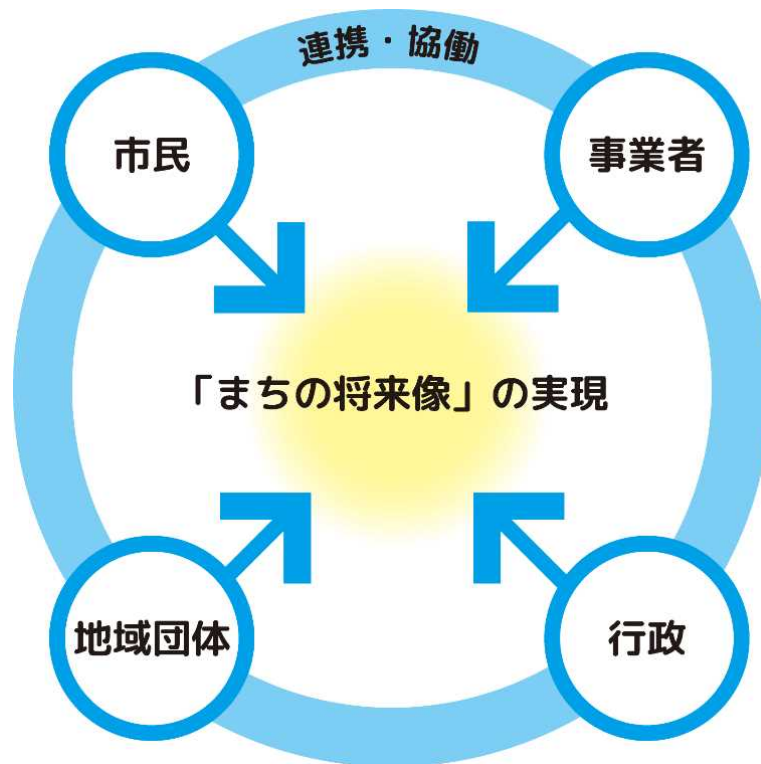 連携・協働
市民
事業者
「まちの将来像」の実現
地域団体
行政